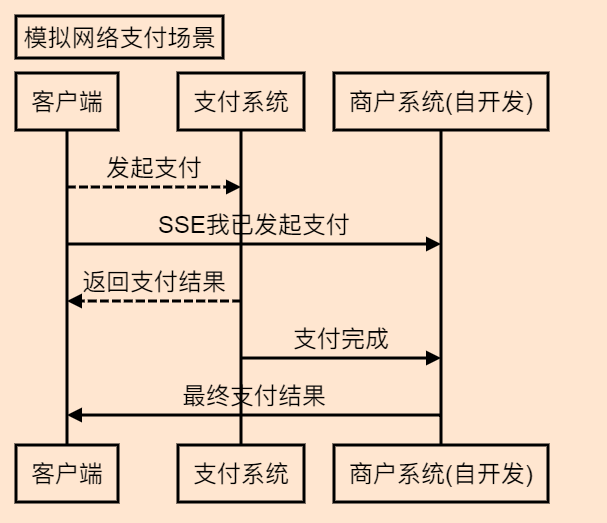 模拟网络支付场景
客户端 支付系统 商户系统(自开发)
发起支付
SSE我已发起支付
返回支付结果
支付完成
最终支付结果
客户端 支付系统 商户系统(自开发)